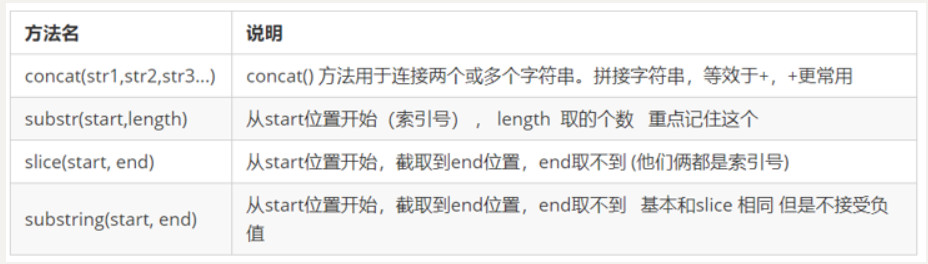 方法名 说明
concat(str1,str2,str3...) concat() 方法用于连接两个或多个字符串。拼接字符串，等效于+，+更常用
substr(start,length) 从start位置开始（索引号）， length 取的个数 重点记住这个
slice(start, end) 从start位置开始，截取到end位置，end取不到 (他们俩都是索引号)
substring(start, end) 从start位置开始，截取到end位置，end取不到 基本和slice 相同 但是不接受负
值